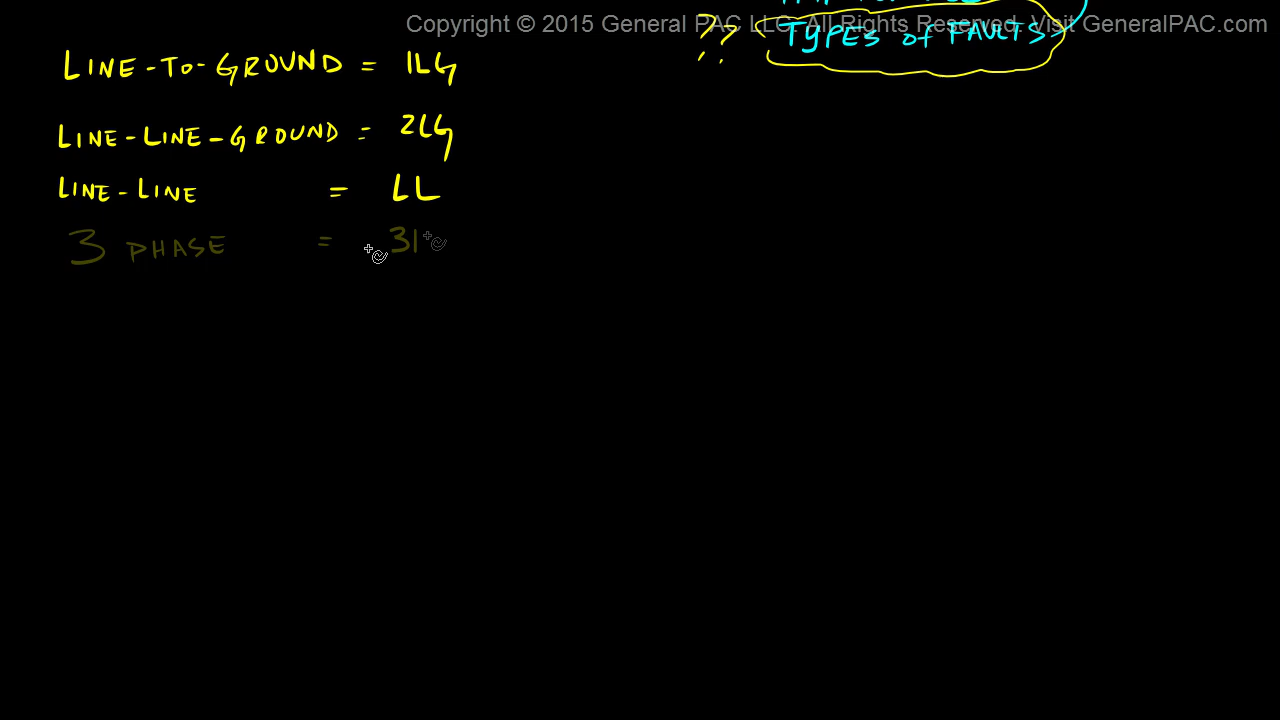 Copyright © 2015 General PAC LLC. All Rights Reserved. Visit GeneralPAC.com
?? TYPES OF FAULTS
LINE-TO-GROUND = 1LG
LINE-LINE-GROUND = 2LG
LINE-LINE = LL
3 PHASE =